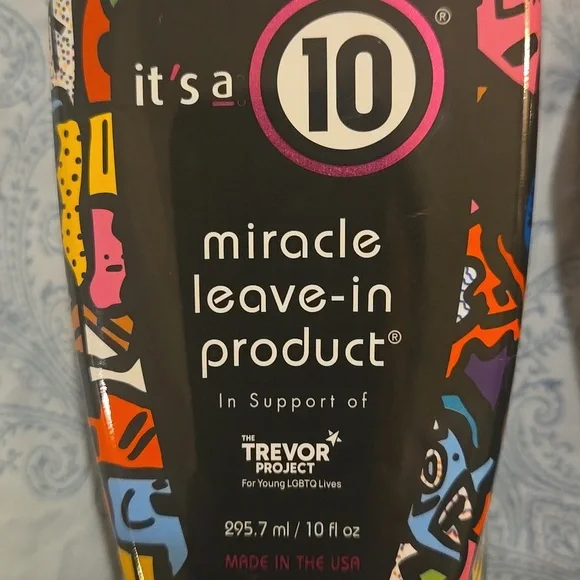 it's a 10®
miracle
leave-in
product®
In Support of
THE
TREVOR
PROJECT
For Young LGBTQ Lives
295.7 ml / 10 fl oz
MADE IN THE USA